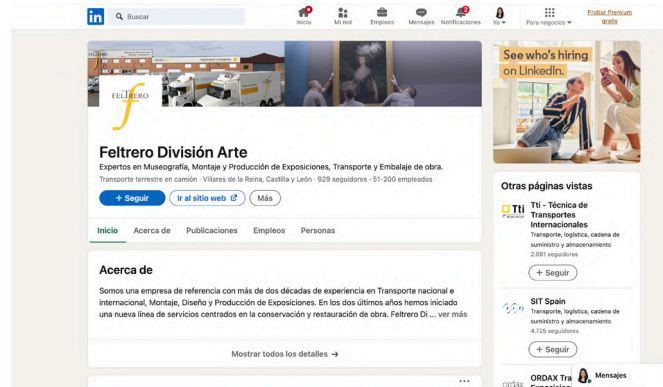 in
Buscar
Inicio
Mi red
Empleos
Mensajes
2
Notificaciones
Yo ▾
Para negocios ▾
Probar Premium
gratis
FELTRERO
See who's hiring
on LinkedIn.
Feltrero División Arte
Expertos en Museografía, Montaje y Producción de Exposiciones, Transporte y Embalaje de obra.
Transporte terrestre en camión · Villares de la Reina, Castilla y León · 929 seguidores · 51-200 empleados
+ Seguir
Ir al sitio web
Más
Inicio
Acerca de
Publicaciones
Empleos
Personas
Acerca de
Somos una empresa de referencia con más de dos décadas de experiencia en Transporte nacional e
internacional, Montaje, Diseño y Producción de Exposiciones. En los dos últimos años hemos iniciado
una nueva línea de servicios centrados en la conservación y restauración de obra. Feltrero Di ... ver más
Mostrar todos los detalles →
Otras páginas vistas
Tti
Tti - Técnica de
Transportes
Internacionales
Transporte, logística, cadena de
suministro y almacenamiento
2.061 seguidores
+ Seguir
SIT Spain
Transporte, logística, cadena de
suministro y almacenamiento
4.725 seguidores
+ Seguir
ordax
ORDAX Tra
Mensajes